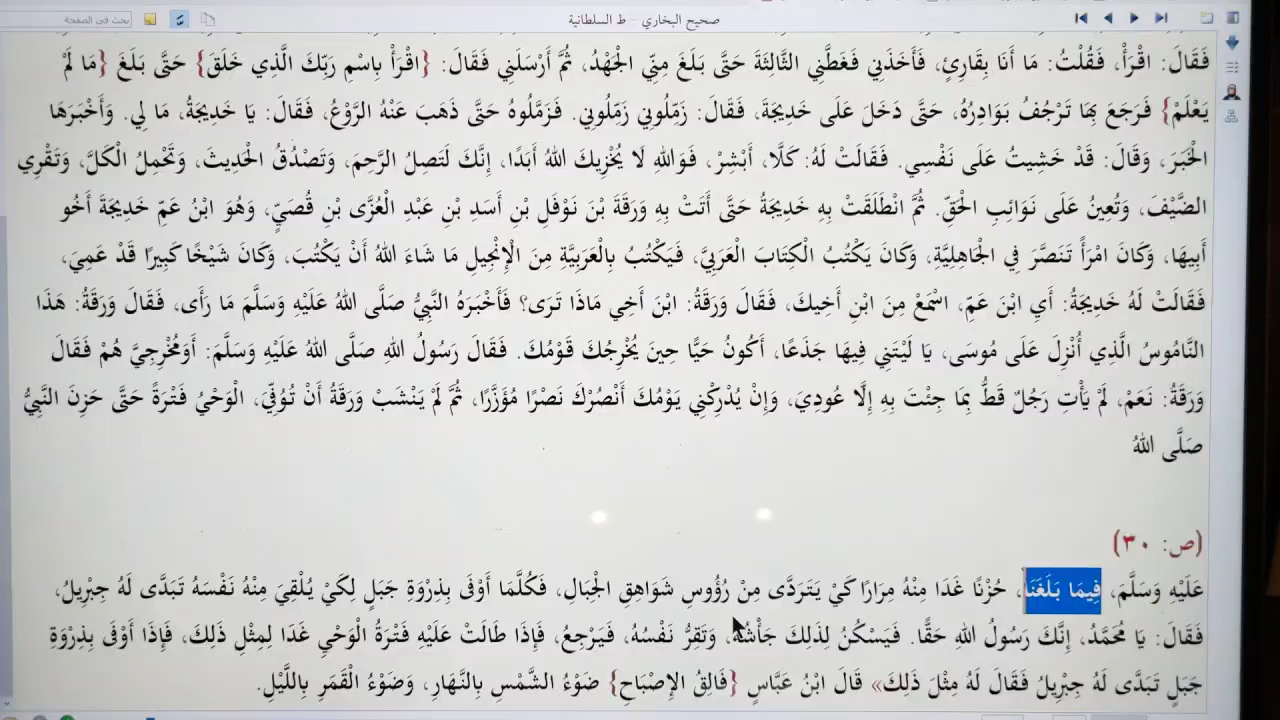 صحيح البخاري - ط السلطانية
بحث في الصفحة
فَقَالَ: اقْرَأْ، فَقُلْتُ: مَا أَنَا بِقَارِئٍ، فَأَخَذَنِي فَغَطَّنِي الثَّالِثَةَ حَتَّى بَلَغَ مِنِّي الْجَهْدُ، ثُمَّ أَرْسَلَنِي فَقَالَ: {اقْرَأْ بِاسْمِ رَبِّكَ الَّذِي خَلَقَ} حَتَّى بَلَغَ {مَا لَمْ
يَعْلَمْ} فَرَجَعَ بِهَا تَرْجُفُ بَوَادِرُهُ، حَتَّى دَخَلَ عَلَى خَدِيجَةَ، فَقَالَ: زَمِّلُونِي زَمِّلُونِي. فَزَمَّلُوهُ حَتَّى ذَهَبَ عَنْهُ الرَّوْعُ، فَقَالَ: يَا خَدِيجَةُ، مَا لِي. وَأَخْبَرَهَا
الْخَبَرَ، وَقَالَ: قَدْ خَشِيتُ عَلَى نَفْسِي. فَقَالَتْ لَهُ: كَلَّا، أَبْشِرْ، فَوَاللهِ لَا يُخْزِيكَ اللهُ أَبَدًا، إِنَّكَ لَتَصِلُ الرَّحِمَ، وَتَصْدُقُ الْحَدِيثَ، وَتَحْمِلُ الْكَلَّ، وَتَقْرِي
الضَّيْفَ، وَتُعِينُ عَلَى نَوَائِبِ الْحَقِّ. ثُمَّ انْطَلَقَتْ بِهِ خَدِيجَةُ حَتَّى أَتَتْ بِهِ وَرَقَةَ بْنَ نَوْفَلِ بْنِ أَسَدِ بْنِ عَبْدِ الْعُزَّى بْنِ قُصَيٍّ، وَهُوَ ابْنُ عَمِّ خَدِيجَةَ أَخُو
أَبِيهَا، وَكَانَ امْرَأً تَنَصَّرَ فِي الْجَاهِلِيَّةِ، وَكَانَ يَكْتُبُ الْكِتَابَ الْعَرَبِيَّ، فَيَكْتُبُ بِالْعَرَبِيَّةِ مِنَ الْإِنْجِيلِ مَا شَاءَ اللهُ أَنْ يَكْتُبَ، وَكَانَ شَيْخًا كَبِيرًا قَدْ عَمِيَ،
فَقَالَتْ لَهُ خَدِيجَةُ: أَيِ ابْنَ عَمِّ، اسْمَعْ مِنَ ابْنِ أَخِيكَ، فَقَالَ وَرَقَةُ: ابْنَ أَخِي مَاذَا تَرَى؟ فَأَخْبَرَهُ النَّبِيُّ صَلَّى اللهُ عَلَيْهِ وَسَلَّمَ مَا رَأَى، فَقَالَ وَرَقَةُ: هَذَا
النَّامُوسُ الَّذِي أُنْزِلَ عَلَى مُوسَى، يَا لَيْتَنِي فِيهَا جَذَعًا، أَكُونُ حَيًّا حِينَ يُخْرِجُكَ قَوْمُكَ. فَقَالَ رَسُولُ اللهِ صَلَّى اللهُ عَلَيْهِ وَسَلَّمَ: أَوَمُخْرِجِيَّ هُمْ فَقَالَ
وَرَقَةُ: نَعَمْ، لَمْ يَأْتِ رَجُلٌ قَطُّ بِمَا جِئْتَ بِهِ إِلَّا عُودِيَ، وَإِنْ يُدْرِكْنِي يَوْمُكَ أَنْصُرْكَ نَصْرًا مُؤَزَّرًا، ثُمَّ لَمْ يَنْشَبْ وَرَقَةُ أَنْ تُوُفِّيَ، الْوَحْيُ فَتْرَةً حَتَّى حَزِنَ النَّبِيُّ
صَلَّى اللهُ
(ص: ٣٠)
عَلَيْهِ وَسَلَّمَ، فِيمَا بَلَغَنَا، حُزْنًا غَدَا مِنْهُ مِرَارًا كَيْ يَتَرَدَّى مِنْ رُؤُوسِ شَوَاهِقِ الْجِبَالِ، فَكُلَّمَا أَوْفَى بِذِرْوَةِ جَبَلٍ لِكَيْ يُلْقِيَ مِنْهُ نَفْسَهُ تَبَدَّى لَهُ جِبْرِيلُ،
فَقَالَ: يَا مُحَمَّدُ، إِنَّكَ رَسُولُ اللهِ حَقًّا. فَيَسْكُنُ لِذَلِكَ جَأْشُهُ، وَتَقِرُّ نَفْسُهُ، فَيَرْجِعُ، فَإِذَا طَالَتْ عَلَيْهِ فَتْرَةُ الْوَحْيِ غَدَا لِمِثْلِ ذَلِكَ، فَإِذَا أَوْفَى بِذِرْوَةِ
جَبَلٍ تَبَدَّى لَهُ جِبْرِيلُ فَقَالَ لَهُ مِثْلَ ذَلِكَ» قَالَ ابْنُ عَبَّاسٍ {فَالِقُ الإِصْبَاحِ} ضَوْءُ الشَّمْسِ بِالنَّهَارِ، وَضَوْءُ الْقَمَرِ بِاللَّيْلِ.